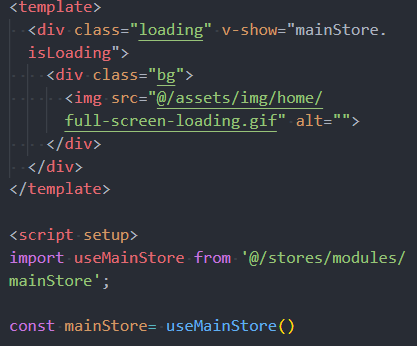 <template>
<div class="loading" v-show="mainStore.
isLoading">
<div class="bg">
<img src="@/assets/img/home/
full-screen-loading.gif" alt="">
</div>
</div>
</template>
<script setup>
import useMainStore from '@/stores/modules/
mainStore';
const mainStore= useMainStore()